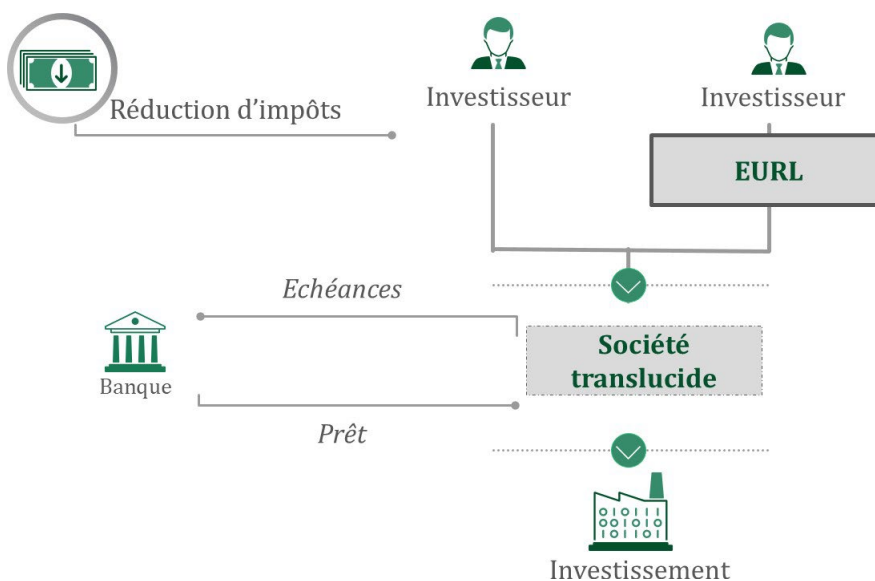 Réduction d'impôts
Investisseur
Investisseur
EURL
Echéances
Banque
Société
translucide
Prêt
Investissement